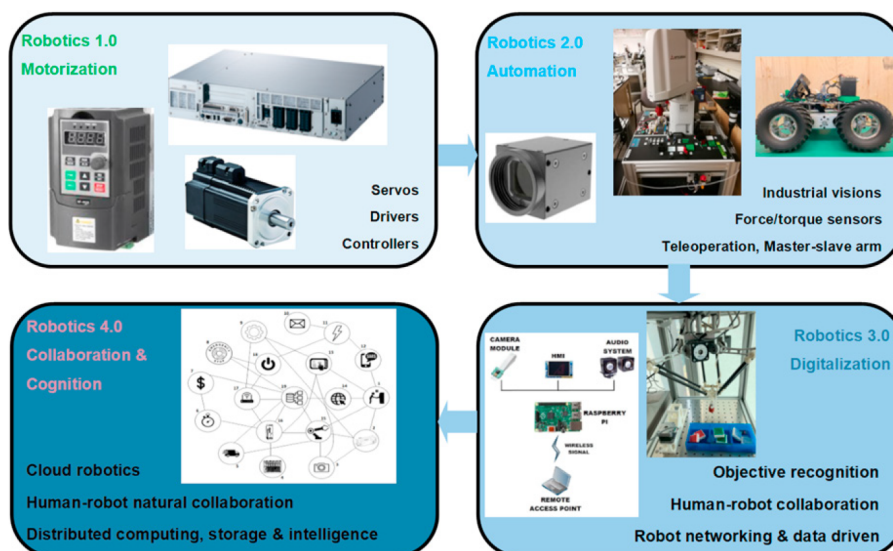 Robotics 1.0
Motorization
Servos
Drivers
Controllers
Robotics 2.0
Automation
Industrial visions
Force/torque sensors
Teleoperation, Master-slave arm
Robotics 4.0
Collaboration &
Cognition
Cloud robotics
Human-robot natural collaboration
Distributed computing, storage & intelligence
Robotics 3.0
Digitalization
CAMERA
MODULE
HMI
AUDIO
SYSTEM
RASPBERRY
PI
WIRELESS
SIGNAL
REMOTE
ACCESS POINT
Objective recognition
Human-robot collaboration
Robot networking & data driven